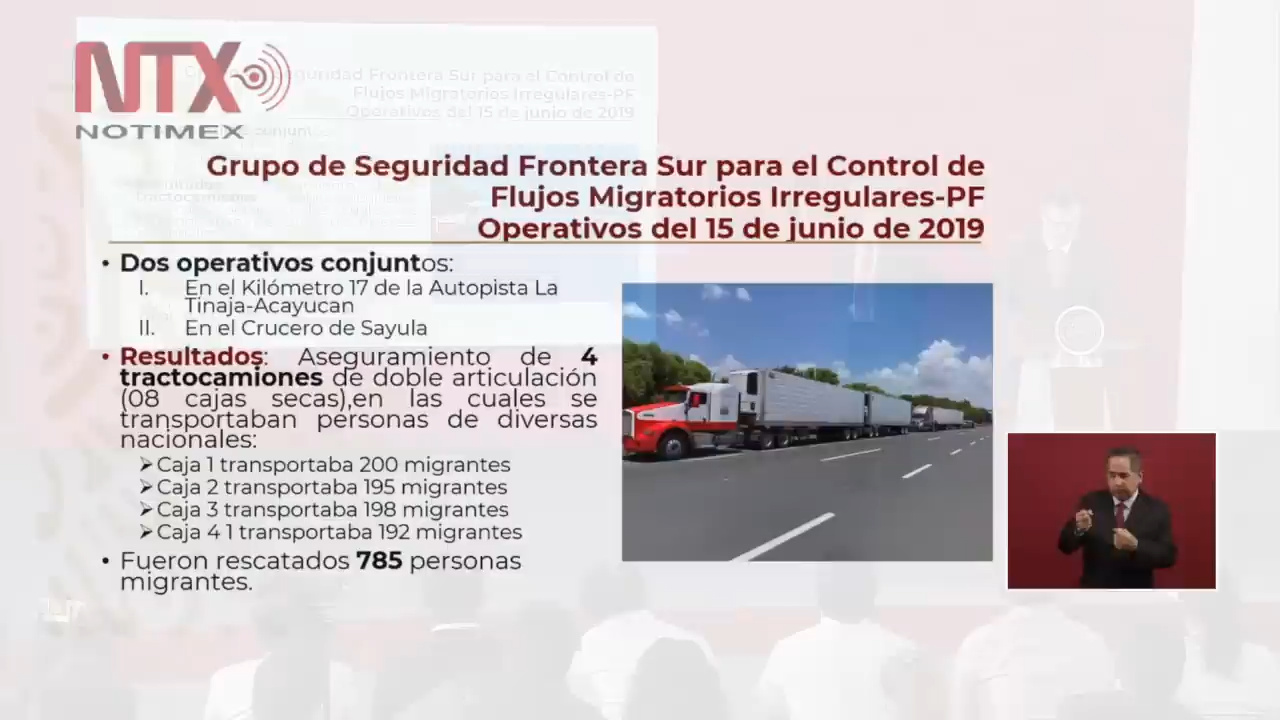 NTX
NOTIMEX
Grupo de Seguridad Frontera Sur para el Control de
Flujos Migratorios Irregulares-PF
Operativos del 15 de junio de 2019
• Dos operativos conjuntos:
I. En el Kilómetro 17 de la Autopista La
Tinaja-Acayucan
II. En el Crucero de Sayula
• Resultados: Aseguramiento de 4
tractocamiones de doble articulación
(08 cajas secas),en las cuales se
transportaban personas de diversas
nacionales:
➢Caja 1 transportaba 200 migrantes
➢Caja 2 transportaba 195 migrantes
➢Caja 3 transportaba 198 migrantes
➢Caja 4 1 transportaba 192 migrantes
• Fueron rescatados 785 personas
migrantes.